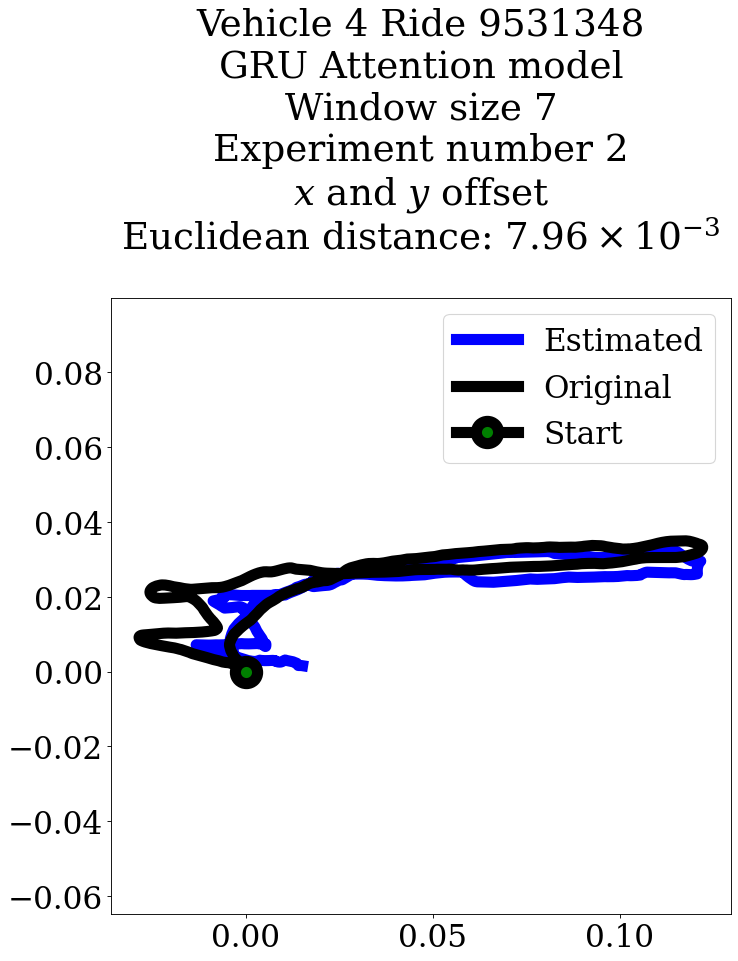 Vehicle 4 Ride 9531348
GRU Attention model
Window size 7
Experiment number 2
x and y offset
Euclidean distance: 7.96 × 10⁻³
Estimated
Original
Start
0.08
0.06
0.04
0.02
0.00
−0.02
−0.04
−0.06
0.00 0.05 0.10